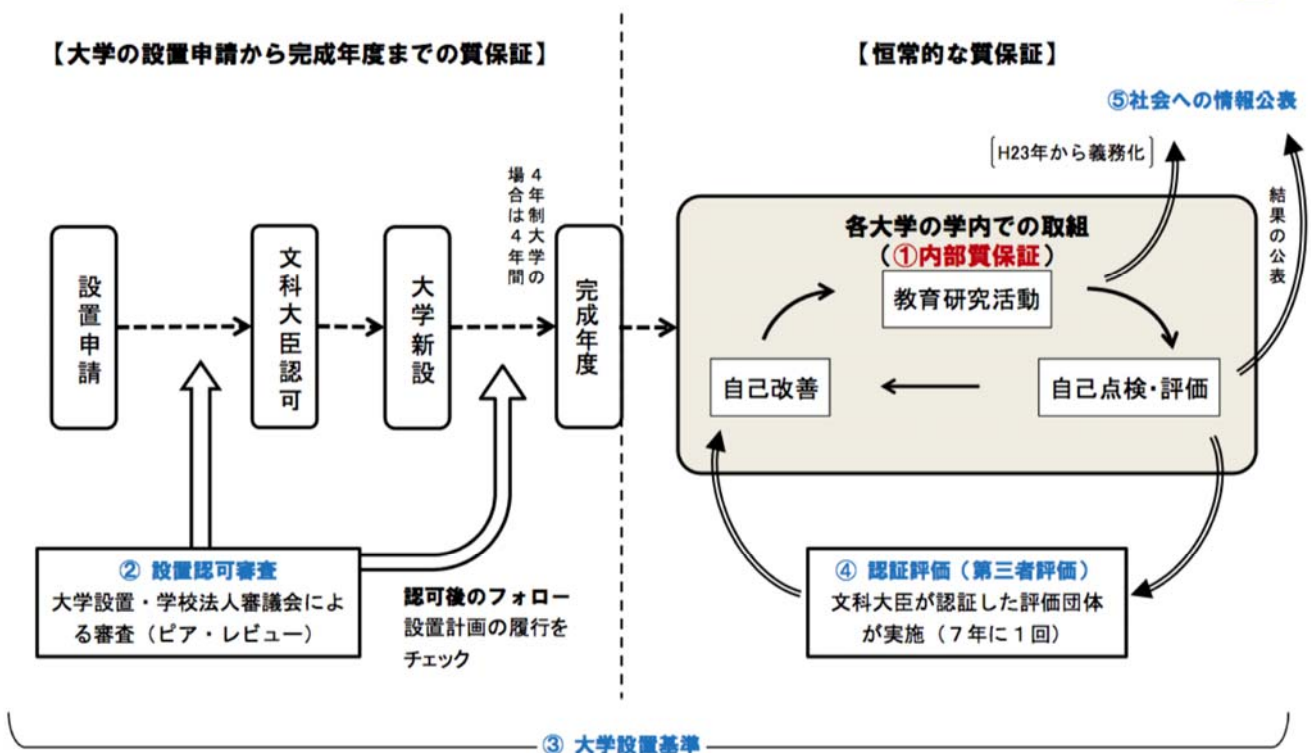 【大学の設置申請から完成年度までの質保証】
設置申請
文科大臣認可
大学新設
4年制大学の
場合は4年間
完成年度
② 設置認可審査
大学設置・学校法人審議会によ
る審査（ピア・レビュー）
認可後のフォロー
設置計画の履行を
チェック
【恒常的な質保証】
⑤社会への情報公表
〔H23年から義務化〕
結果の公表
各大学の学内での取組
（①内部質保証）
教育研究活動
自己改善
自己点検・評価
④ 認証評価（第三者評価）
文科大臣が認証した評価団体
が実施（７年に１回）
③ 大学設置基準